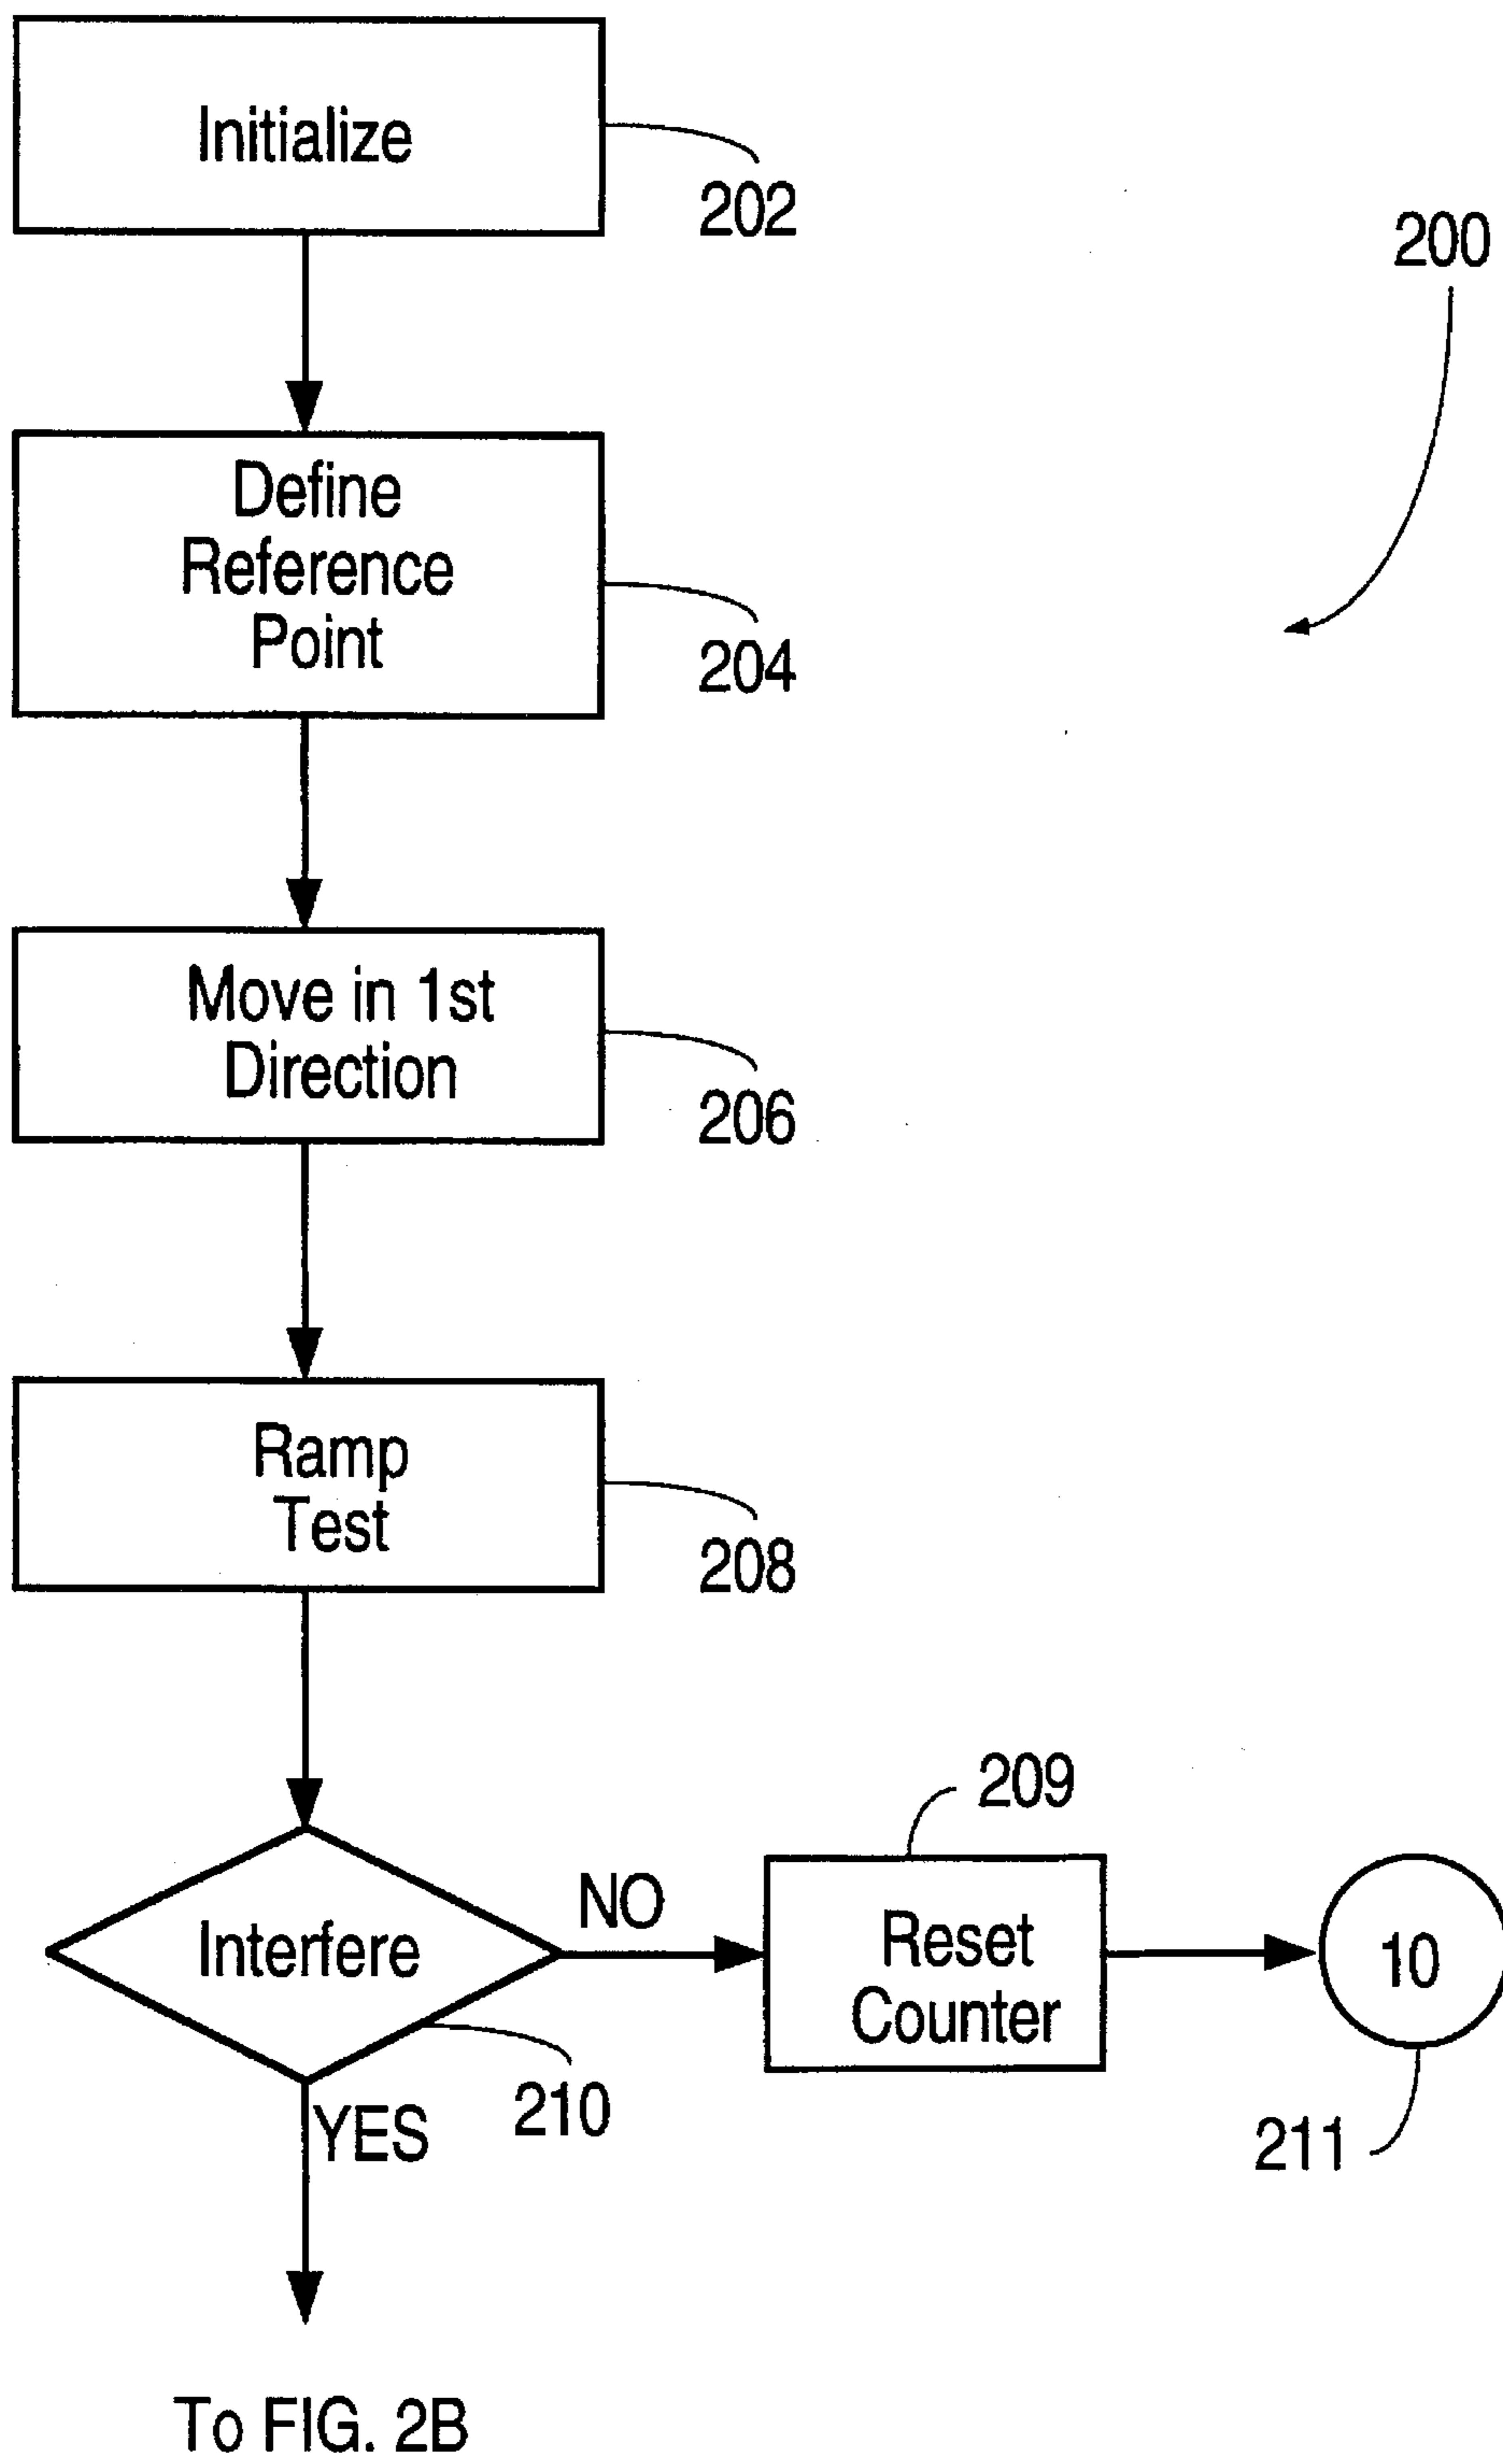 Initialize
202
200
Define
Reference
Point
204
Move in 1st
Direction
206
Ramp
Test
208
209
NO
Reset
Counter
Interfere
10
210
YES
211
To FIG. 2B